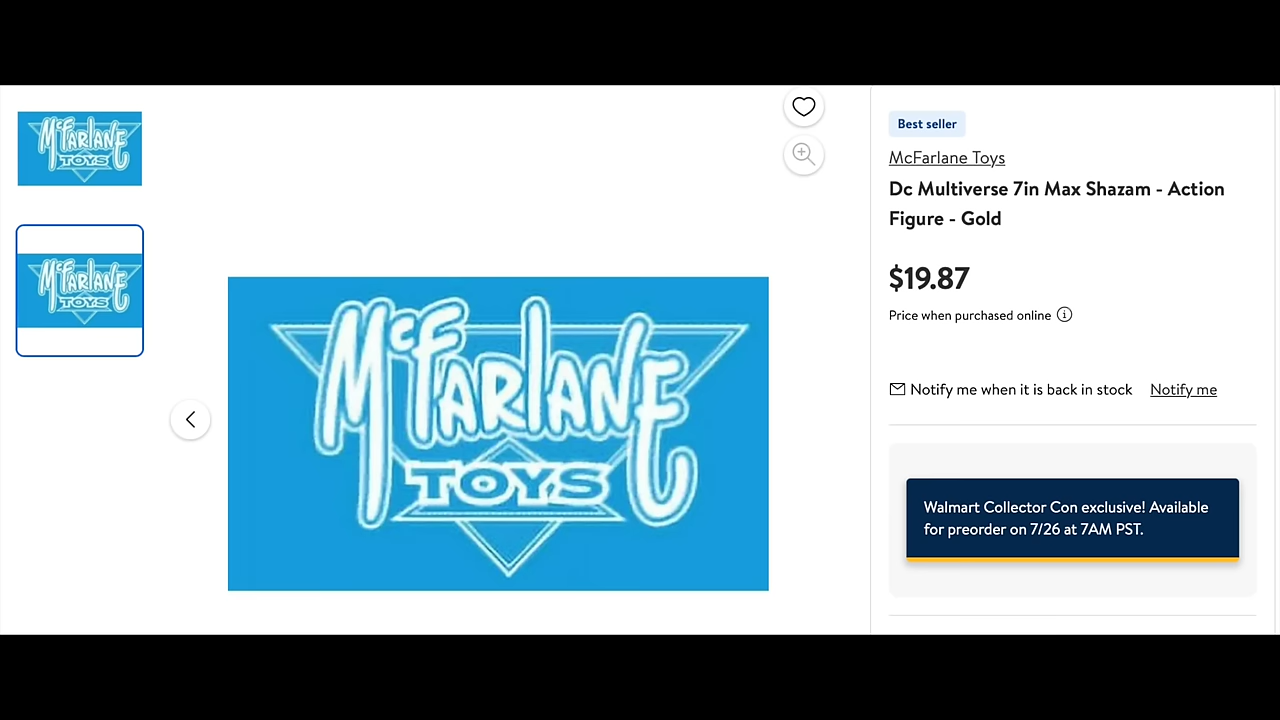 McFARLANE
TOYS
McFARLANE
TOYS
McFARLANE
TOYS
Best seller
McFarlane Toys
Dc Multiverse 7in Max Shazam - Action
Figure - Gold
$19.87
Price when purchased online
Notify me when it is back in stock Notify me
Walmart Collector Con exclusive! Available
for preorder on 7/26 at 7AM PST.